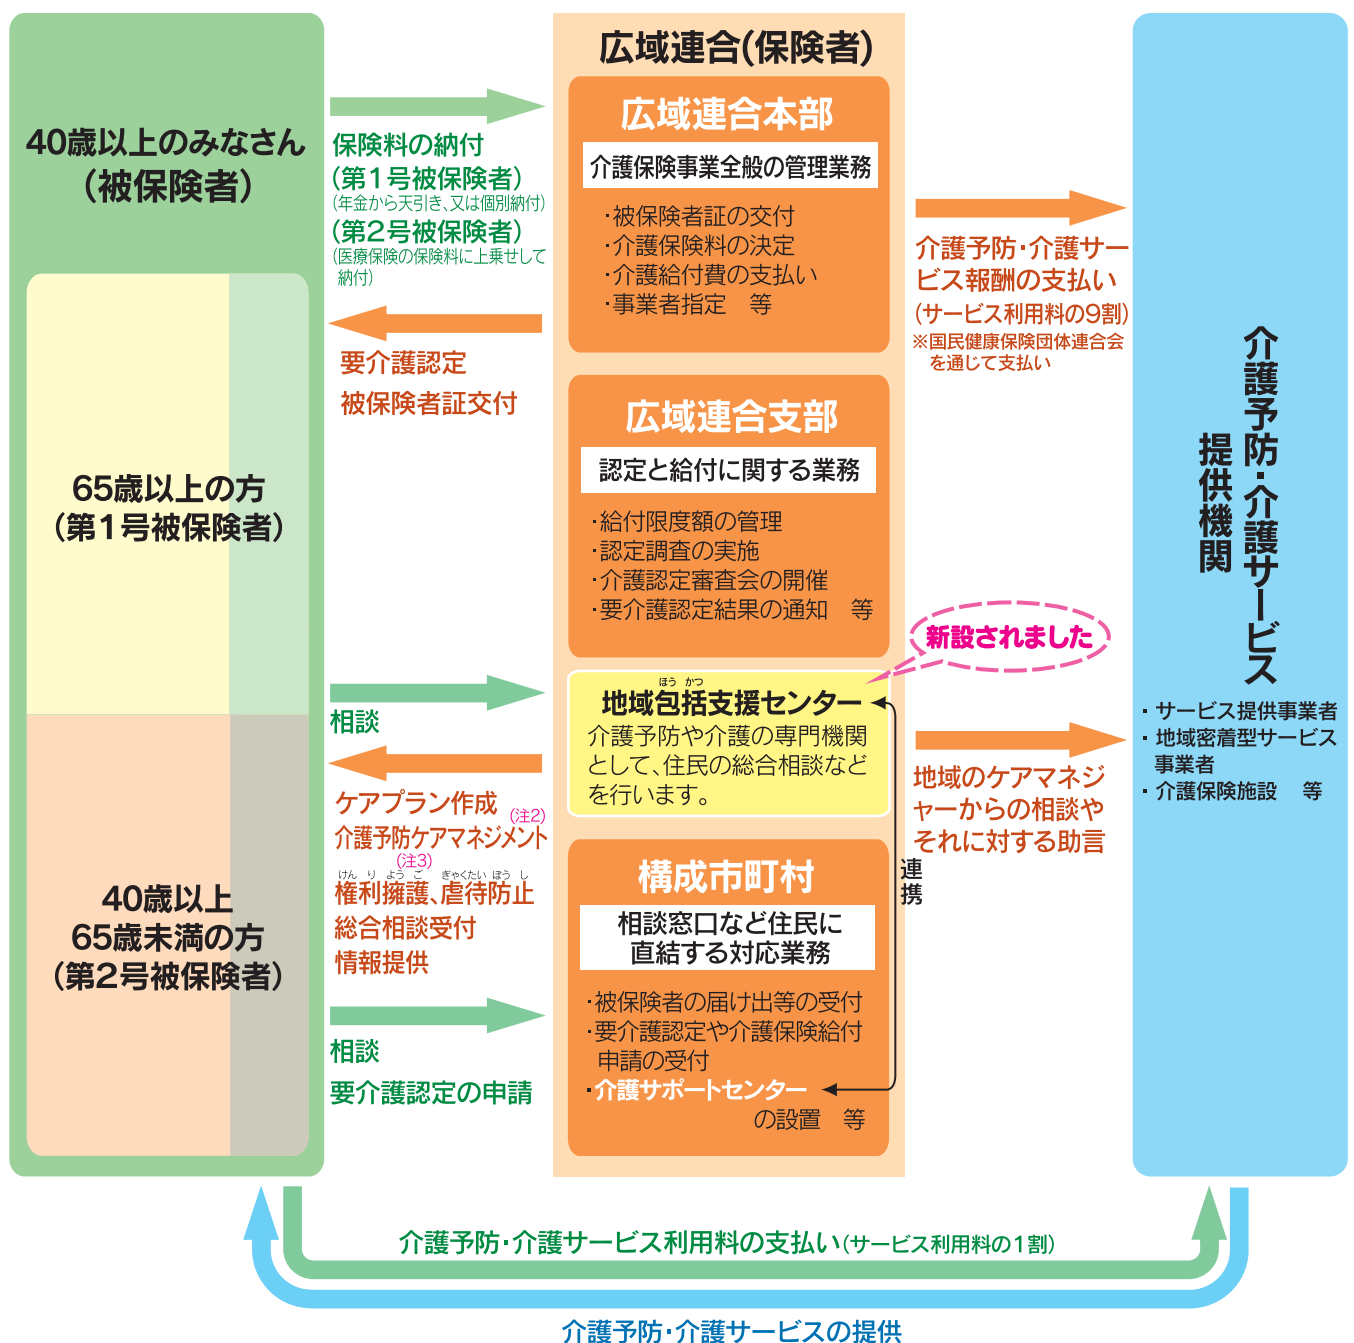 40歳以上のみなさん
(被保険者)
65歳以上の方
(第1号被保険者)
40歳以上
65歳未満の方
(第2号被保険者)
保険料の納付
(第1号被保険者)
(年金から天引き、又は個別納付)
(第2号被保険者)
(医療保険の保険料に上乗せして
納付)
要介護認定
被保険者証交付
相談
ケアプラン作成
(注2)
介護予防ケアマネジメント
(注3)
けん り よう ご ぎゃくたい ぼう し
権利擁護、虐待防止
総合相談受付
情報提供
相談
要介護認定の申請
広域連合(保険者)
広域連合本部
介護保険事業全般の管理業務
・被保険者証の交付
・介護保険料の決定
・介護給付費の支払い
・事業者指定 等
広域連合支部
認定と給付に関する業務
・給付限度額の管理
・認定調査の実施
・介護認定審査会の開催
・要介護認定結果の通知 等
新設されました
ほう かつ
地域包括支援センター
介護予防や介護の専門機関
として、住民の総合相談など
を行います。
構成市町村
相談窓口など住民に
直結する対応業務
・被保険者の届け出等の受付
・要介護認定や介護保険給付
申請の受付
・介護サポートセンター
の設置 等
連携
介護予防・介護サー
ビス報酬の支払い
(サービス利用料の9割)
※国民健康保険団体連合会
を通じて支払い
地域のケアマネジ
ャーからの相談や
それに対する助言
介護予防・介護サービス
提供機関
・サービス提供事業者
・地域密着型サービス
事業者
・介護保険施設 等
介護予防・介護サービス利用料の支払い(サービス利用料の1割)
介護予防・介護サービスの提供